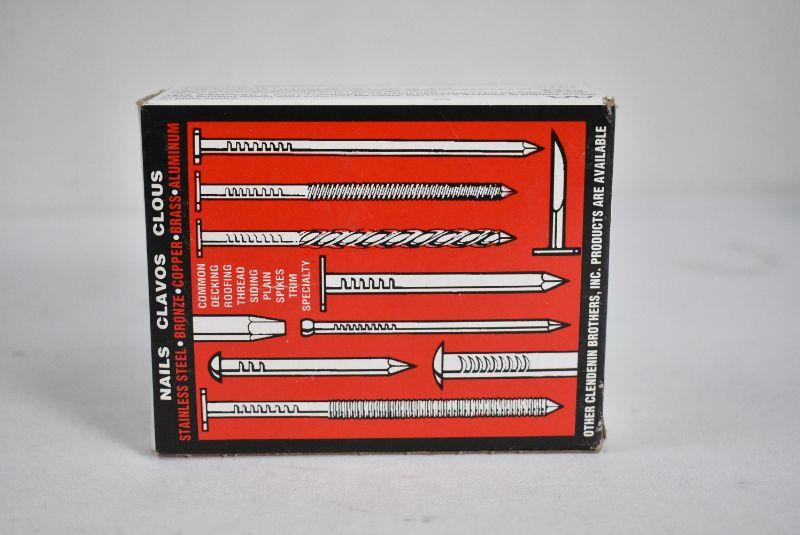 NAILS CLAVOS CLOUS
STAINLESS STEEL • BRONZE • COPPER • BRASS • ALUMINUM
COMMON
DECKING
ROOFING
THREAD
SIDING
PLAIN
SPIKES
TRIM
SPECIALTY
OTHER CLENDENIN BROTHERS, INC. PRODUCTS ARE AVAILABLE